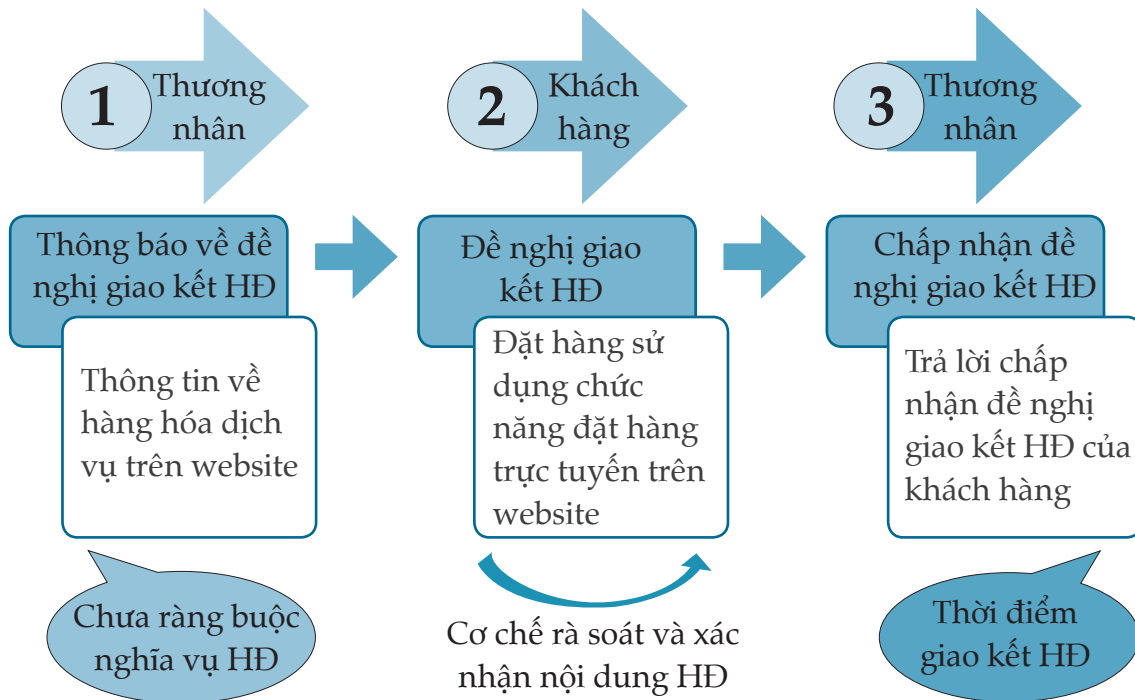 1
Thương
nhân
2
Khách
hàng
3
Thương
nhân
Thông báo về đề
nghị giao kết HĐ
Thông tin về
hàng hóa dịch
vụ trên website
Chưa ràng buộc
nghĩa vụ HĐ
Đề nghị giao
kết HĐ
Đặt hàng sử
dụng chức
năng đặt hàng
trực tuyến trên
website
Cơ chế rà soát và xác
nhận nội dung HĐ
Chấp nhận đề
nghị giao kết HĐ
Trả lời chấp
nhận đề nghị
giao kết HĐ của
khách hàng
Thời điểm
giao kết HĐ